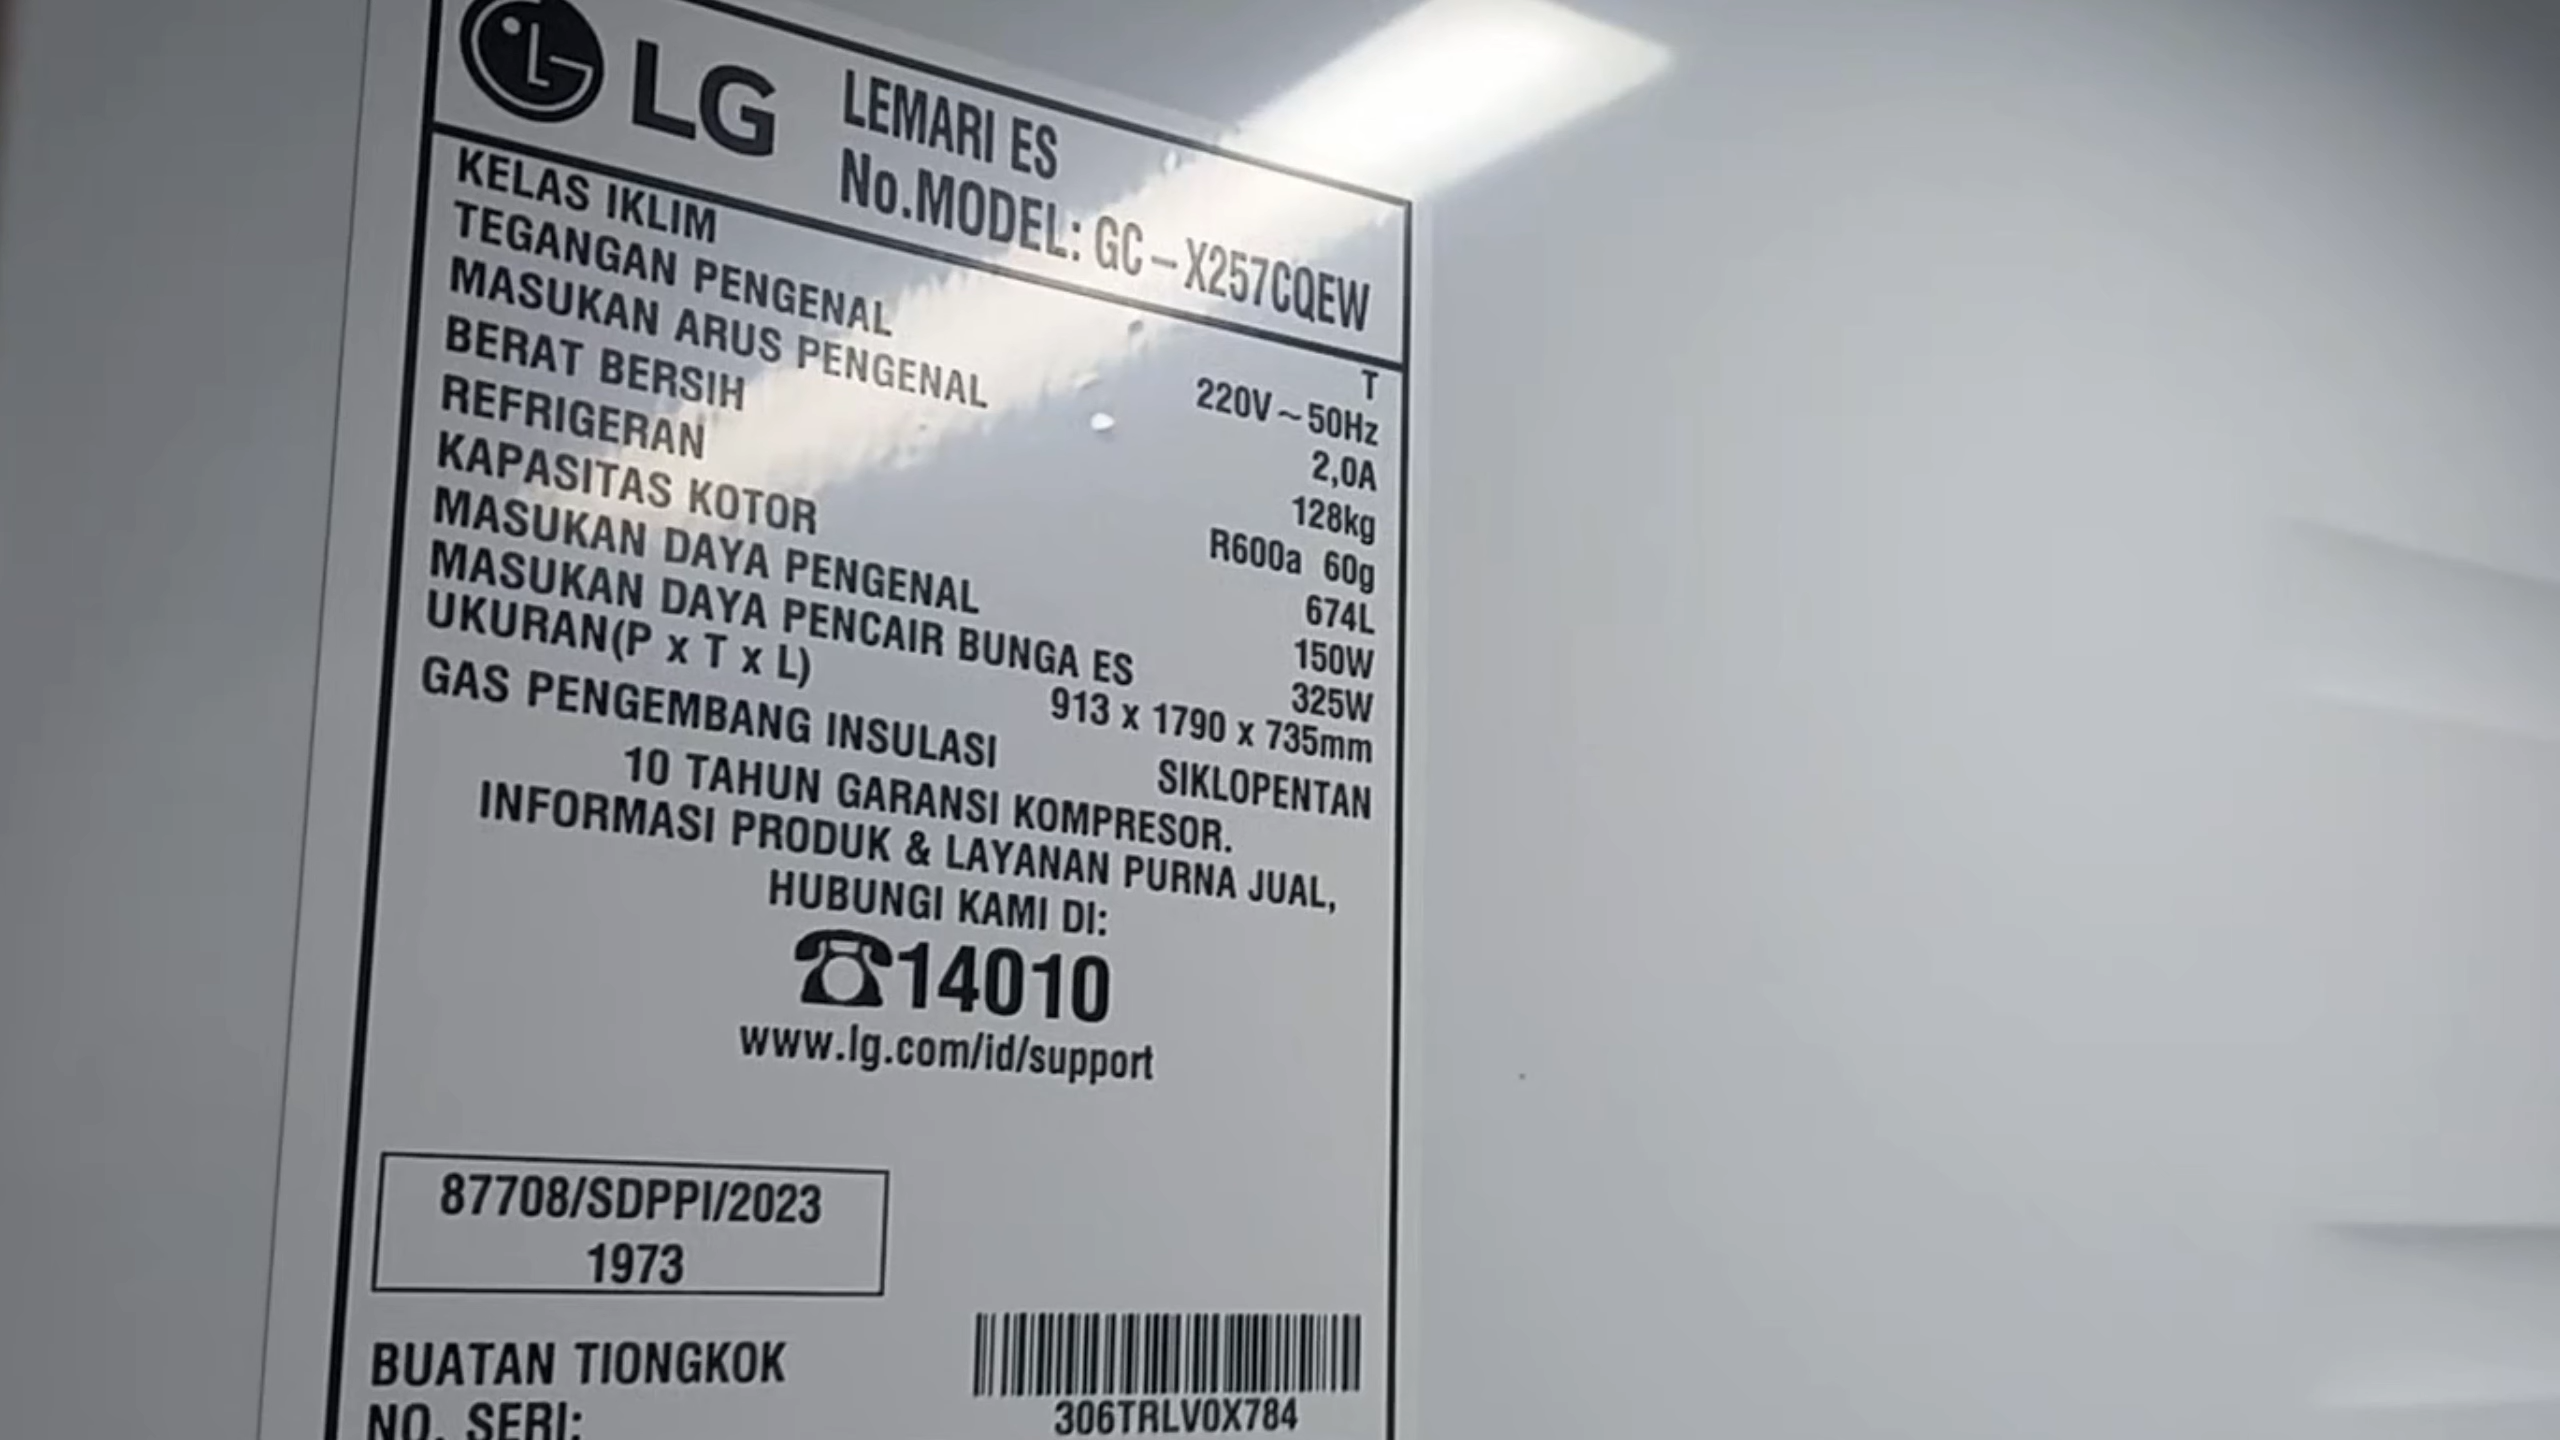 LG LEMARI ES
No.MODEL: GC-X257CQEW
KELAS IKLIM T
TEGANGAN PENGENAL 220V~50Hz
MASUKAN ARUS PENGENAL 2,0A
BERAT BERSIH 128kg
REFRIGERAN R600a 60g
KAPASITAS KOTOR 674L
MASUKAN DAYA PENGENAL 150W
MASUKAN DAYA PENCAIR BUNGA ES 325W
UKURAN(P x T x L) 913 x 1790 x 735mm
GAS PENGEMBANG INSULASI SIKLOPENTAN
10 TAHUN GARANSI KOMPRESOR.
INFORMASI PRODUK & LAYANAN PURNA JUAL,
HUBUNGI KAMI DI:
☎14010
www.lg.com/id/support
87708/SDPPI/2023
1973
BUATAN TIONGKOK
NO. SERI:
306TRLV0X784